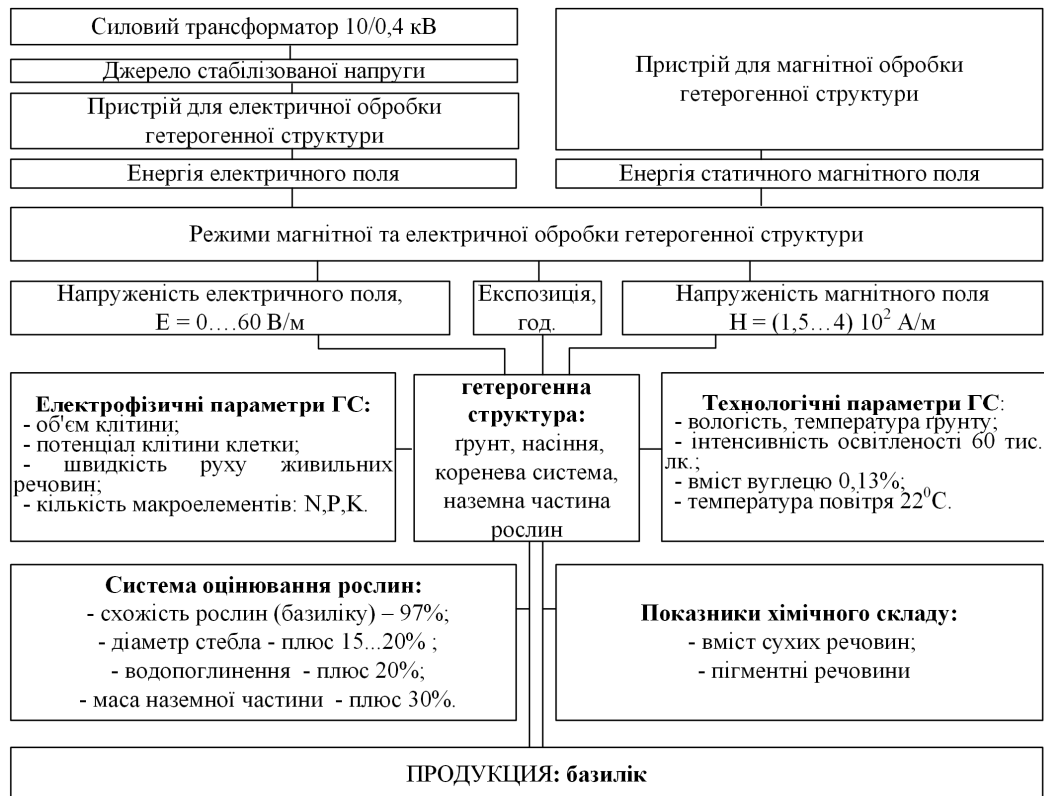 Силовий трансформатор 10/0,4 кВ
Джерело стабілізованої напруги
Пристрій для електричної обробки
гетерогенної структури
Енергія електричного поля
Пристрій для магнітної обробки
гетерогенної структури
Енергія статичного магнітного поля
Режими магнітної та електричної обробки гетерогенної структури
Напруженість електричного поля,
Е = 0….60 В/м
Експозиція,
год.
Напруженість магнітного поля
Н = (1,5…4) 10² А/м
Електрофізичні параметри ГС:
- об'єм клітини;
- потенціал клітини клетки;
- швидкість руху живильних
речовин;
- кількість макроелементів: N,P,K.
гетерогенна
структура:
ґрунт, насіння,
коренева система,
наземна частина
рослин
Технологічні параметри ГС:
- вологість, температура ґрунту;
- інтенсивність освітленості 60 тис.
лк.;
- вміст вуглецю 0,13%;
- температура повітря 22⁰С.
Система оцінювання рослин:
- схожість рослин (базиліку) – 97%;
- діаметр стебла - плюс 15...20% ;
- водопоглинення - плюс 20%;
- маса наземної частини - плюс 30%.
Показники хімічного складу:
- вміст сухих речовин;
- пігментні речовини
ПРОДУКЦИЯ: базилік